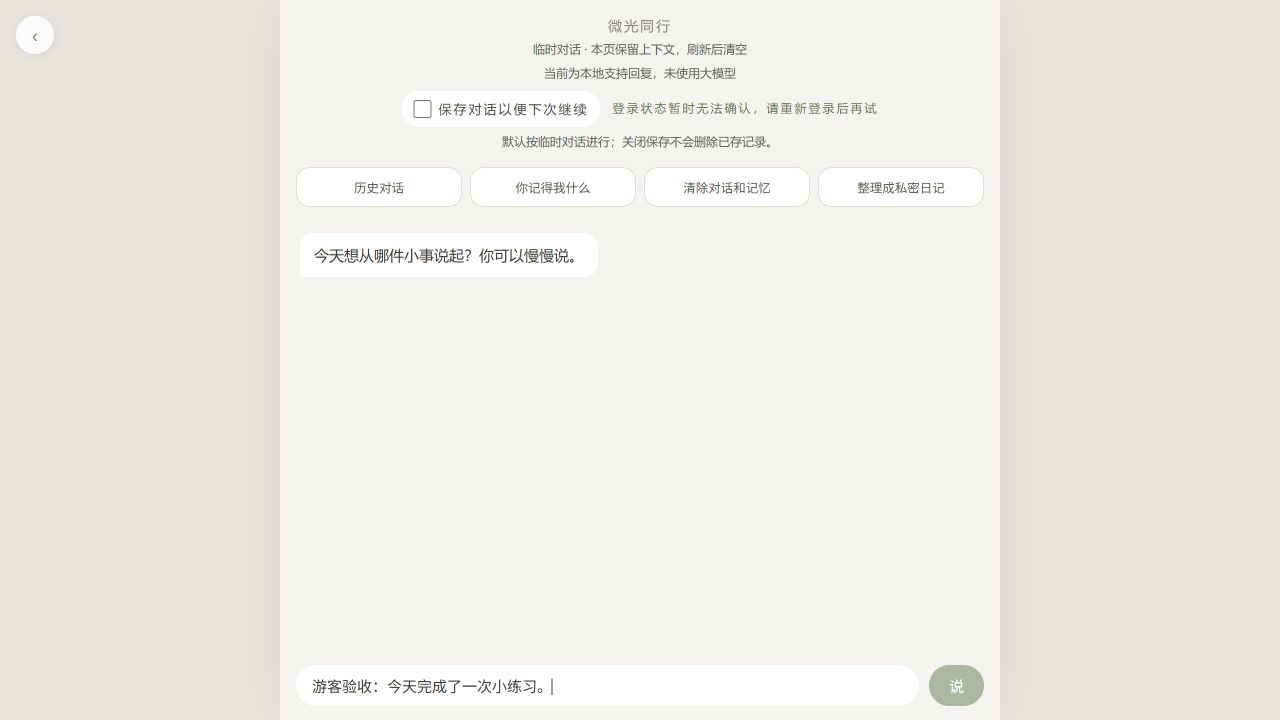 ‹
微光同行
临时对话 · 本页保留上下文，刷新后清空
当前为本地支持回复，未使用大模型
保存对话以便下次继续 登录状态暂时无法确认，请重新登录后再试
默认按临时对话进行；关闭保存不会删除已存记录。
历史对话 你记得我什么 清除对话和记忆 整理成私密日记
今天想从哪件小事说起？你可以慢慢说。
游客验收：今天完成了一次小练习。 说